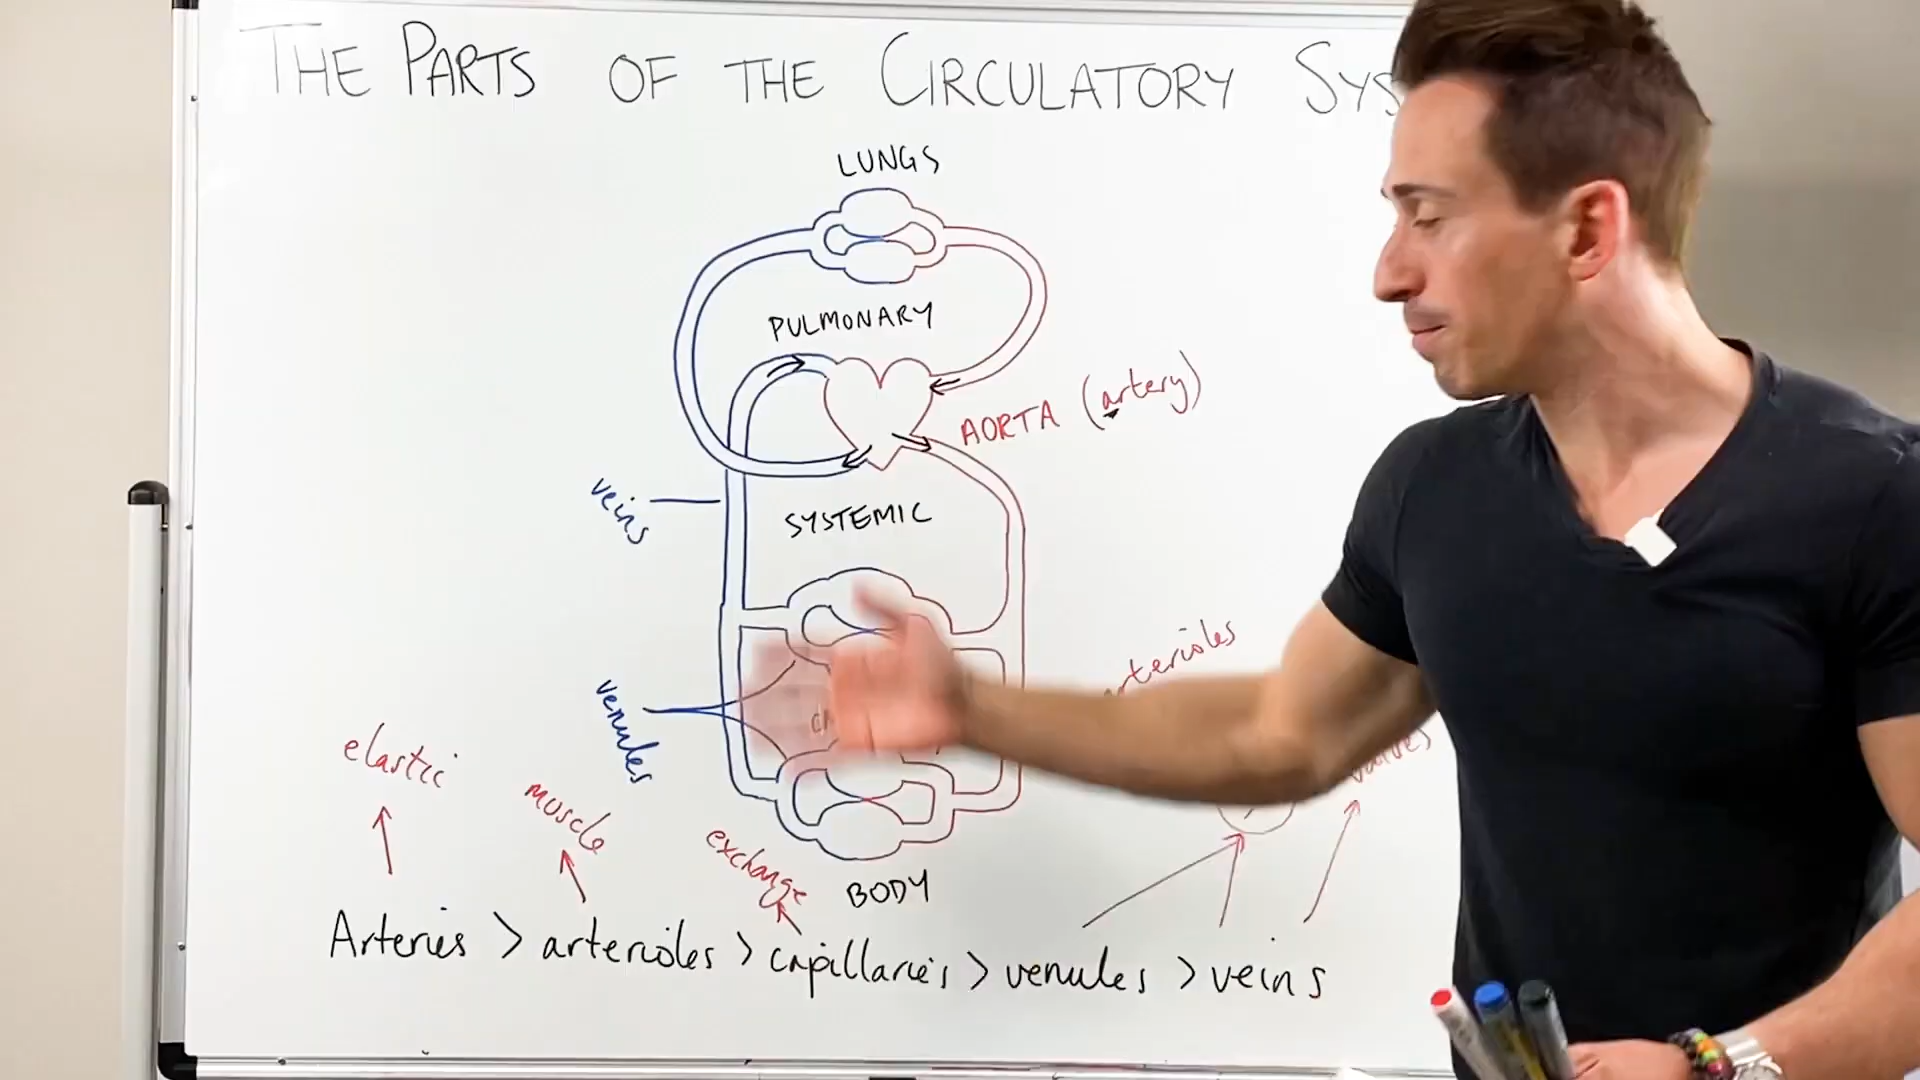 THE PARTS OF THE CIRCULATORY
LUNGS
PULMONARY
AORTA (artery)
veins
SYSTEMIC
venules
elastic
muscle
exchange
BODY
Arteries > arterioles > capillaries > venules > veins